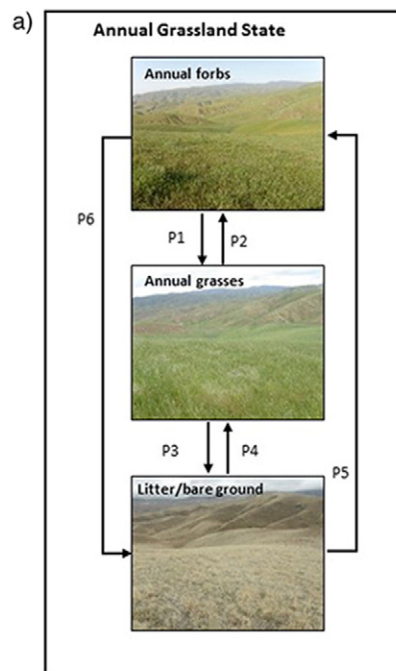 a)
Annual Grassland State
Annual forbs
P6
P1
P2
Annual grasses
P3
P4
P5
Litter/bare ground